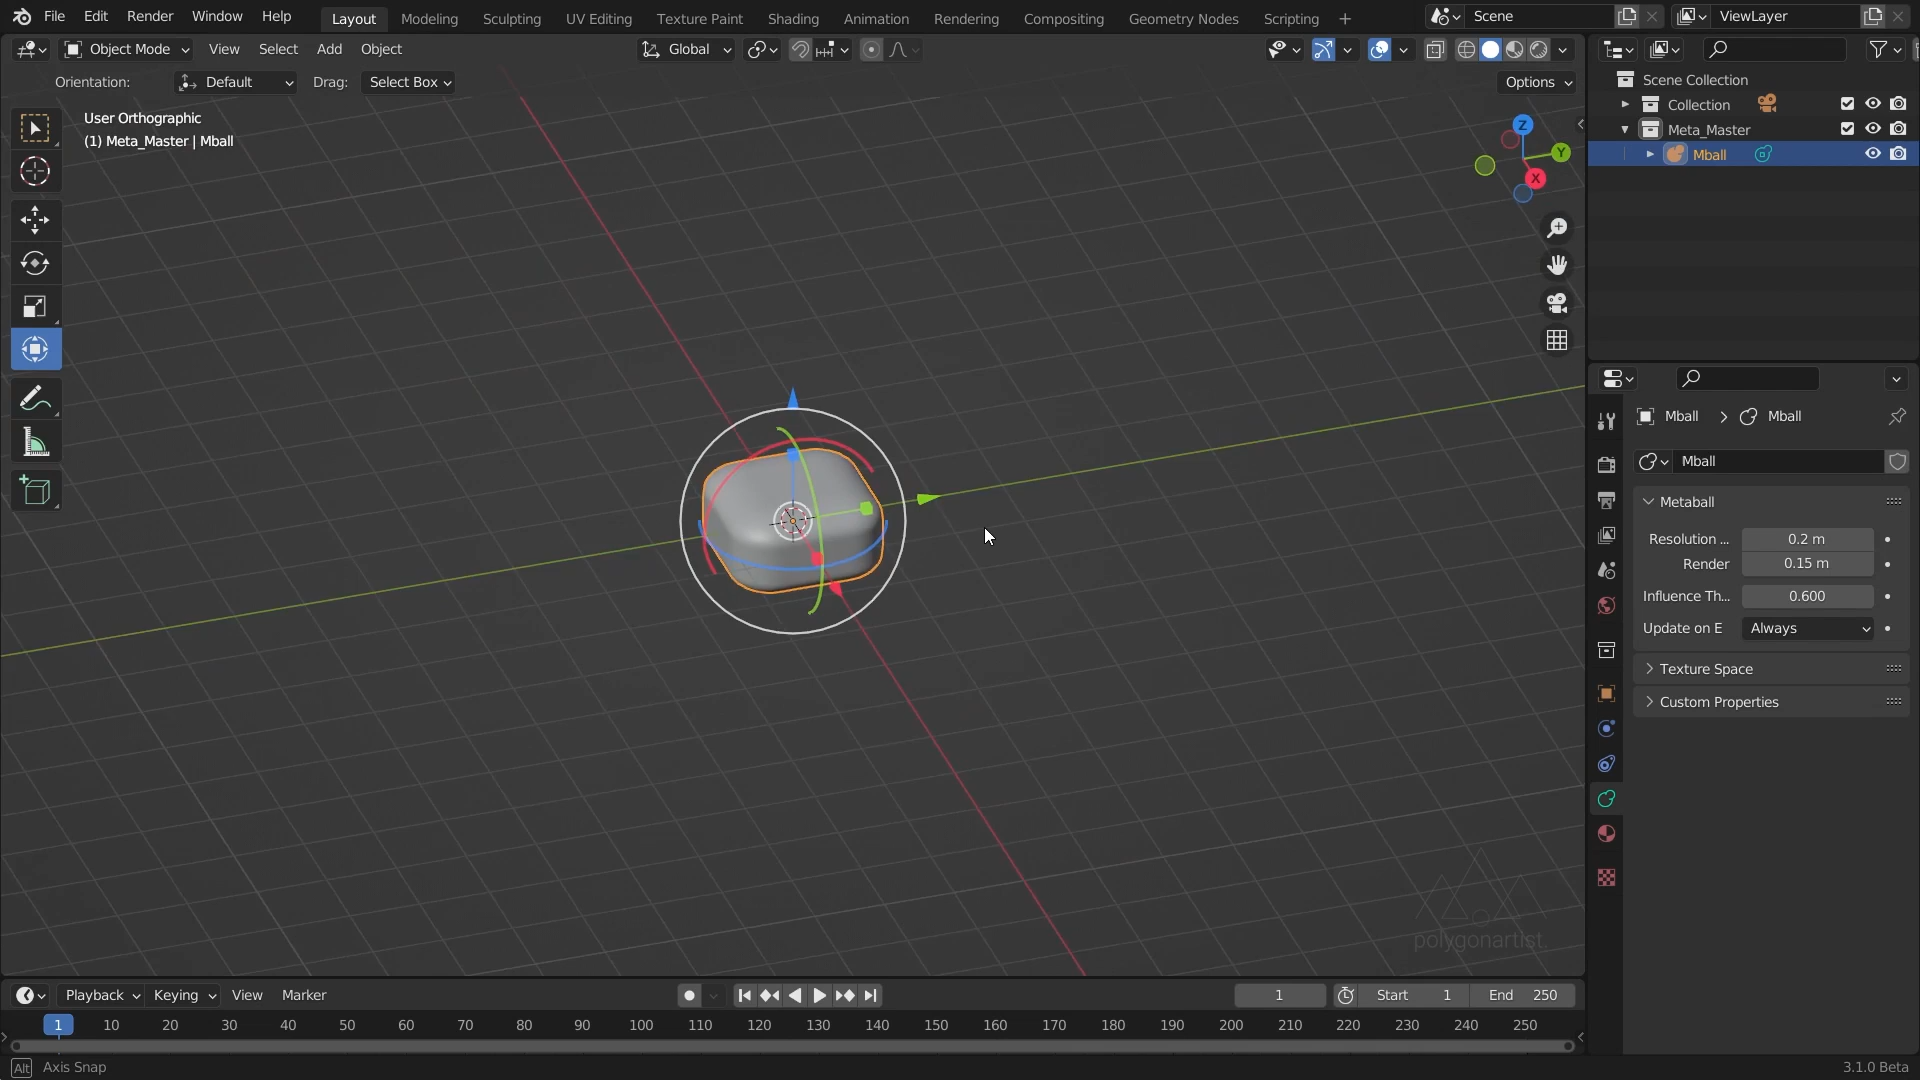 File Edit Render Window Help
Layout Modeling Sculpting UV Editing Texture Paint Shading Animation Rendering Compositing Geometry Nodes Scripting
Scene ViewLayer
Object Mode View Select Add Object
Global
Orientation: Default Drag: Select Box
Options
User Orthographic
(1) Meta_Master | Mball
Z
Y
X
Scene Collection
Collection
Meta_Master
Mball
Mball > Mball
Mball
Metaball
Resolution ... 0.2 m
Render 0.15 m
Influence Th... 0.600
Update on E Always
Texture Space
Custom Properties
polygonartist.
Playback Keying View Marker
1 Start 1 End 250
1 10 20 30 40 50 60 70 80 90 100 110 120 130 140 150 160 170 180 190 200 210 220 230 240 250
Alt Axis Snap
3.1.0 Beta